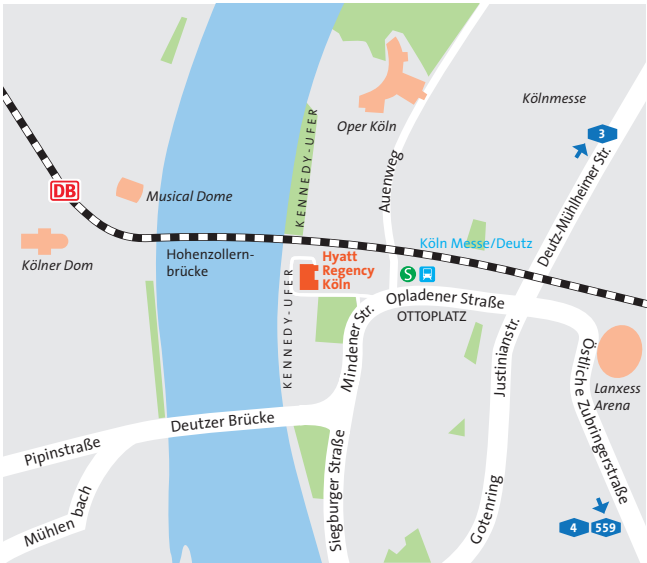 Kölnmesse
Oper Köln
3
KENNEDY-UFER
Auenweg
Deutz-Mühlheimer Str.
DB
Musical Dome
Kölner Dom
Hohenzollern-
brücke
Köln Messe/Deutz
Hyatt
Regency
Köln
S
Opladener Straße
OTTOPLATZ
KENNEDY-UFER
Mindener Str.
Justinianstr.
Östliche Zubringerstraße
Lanxess
Arena
Deutzer Brücke
Pipinstraße
Mühlen bach
Siegburger Straße
Gotenring
4
559